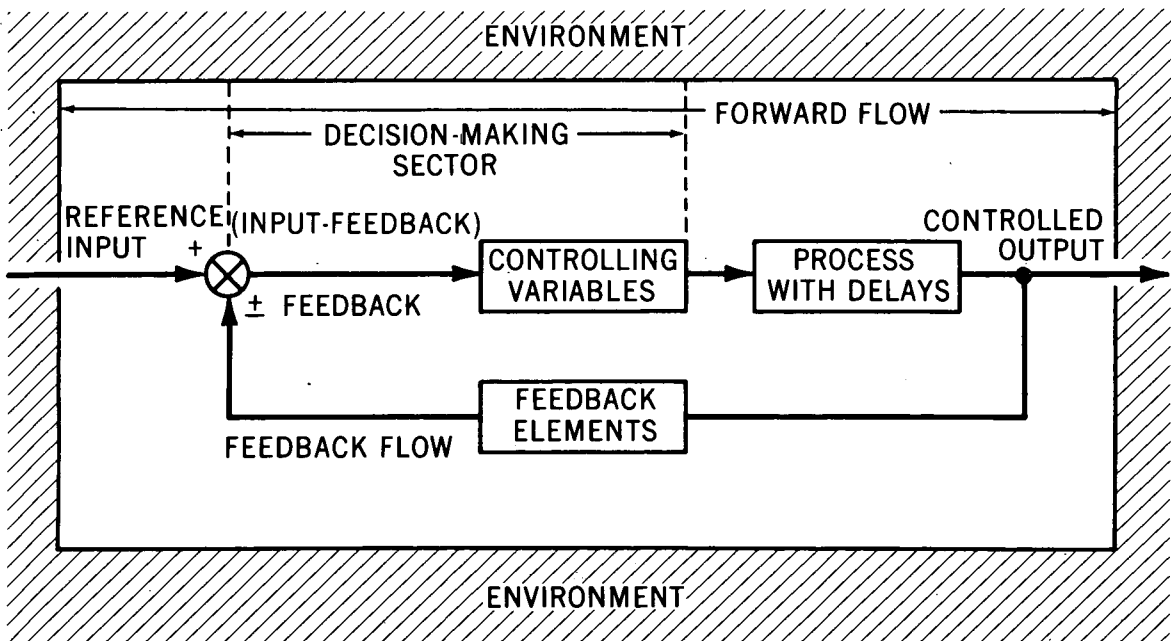 ENVIRONMENT
FORWARD FLOW
DECISION-MAKING
SECTOR
REFERENCE
INPUT
+
(INPUT-FEEDBACK)
± FEEDBACK
CONTROLLING
VARIABLES
PROCESS
WITH DELAYS
CONTROLLED
OUTPUT
FEEDBACK
ELEMENTS
FEEDBACK FLOW
ENVIRONMENT